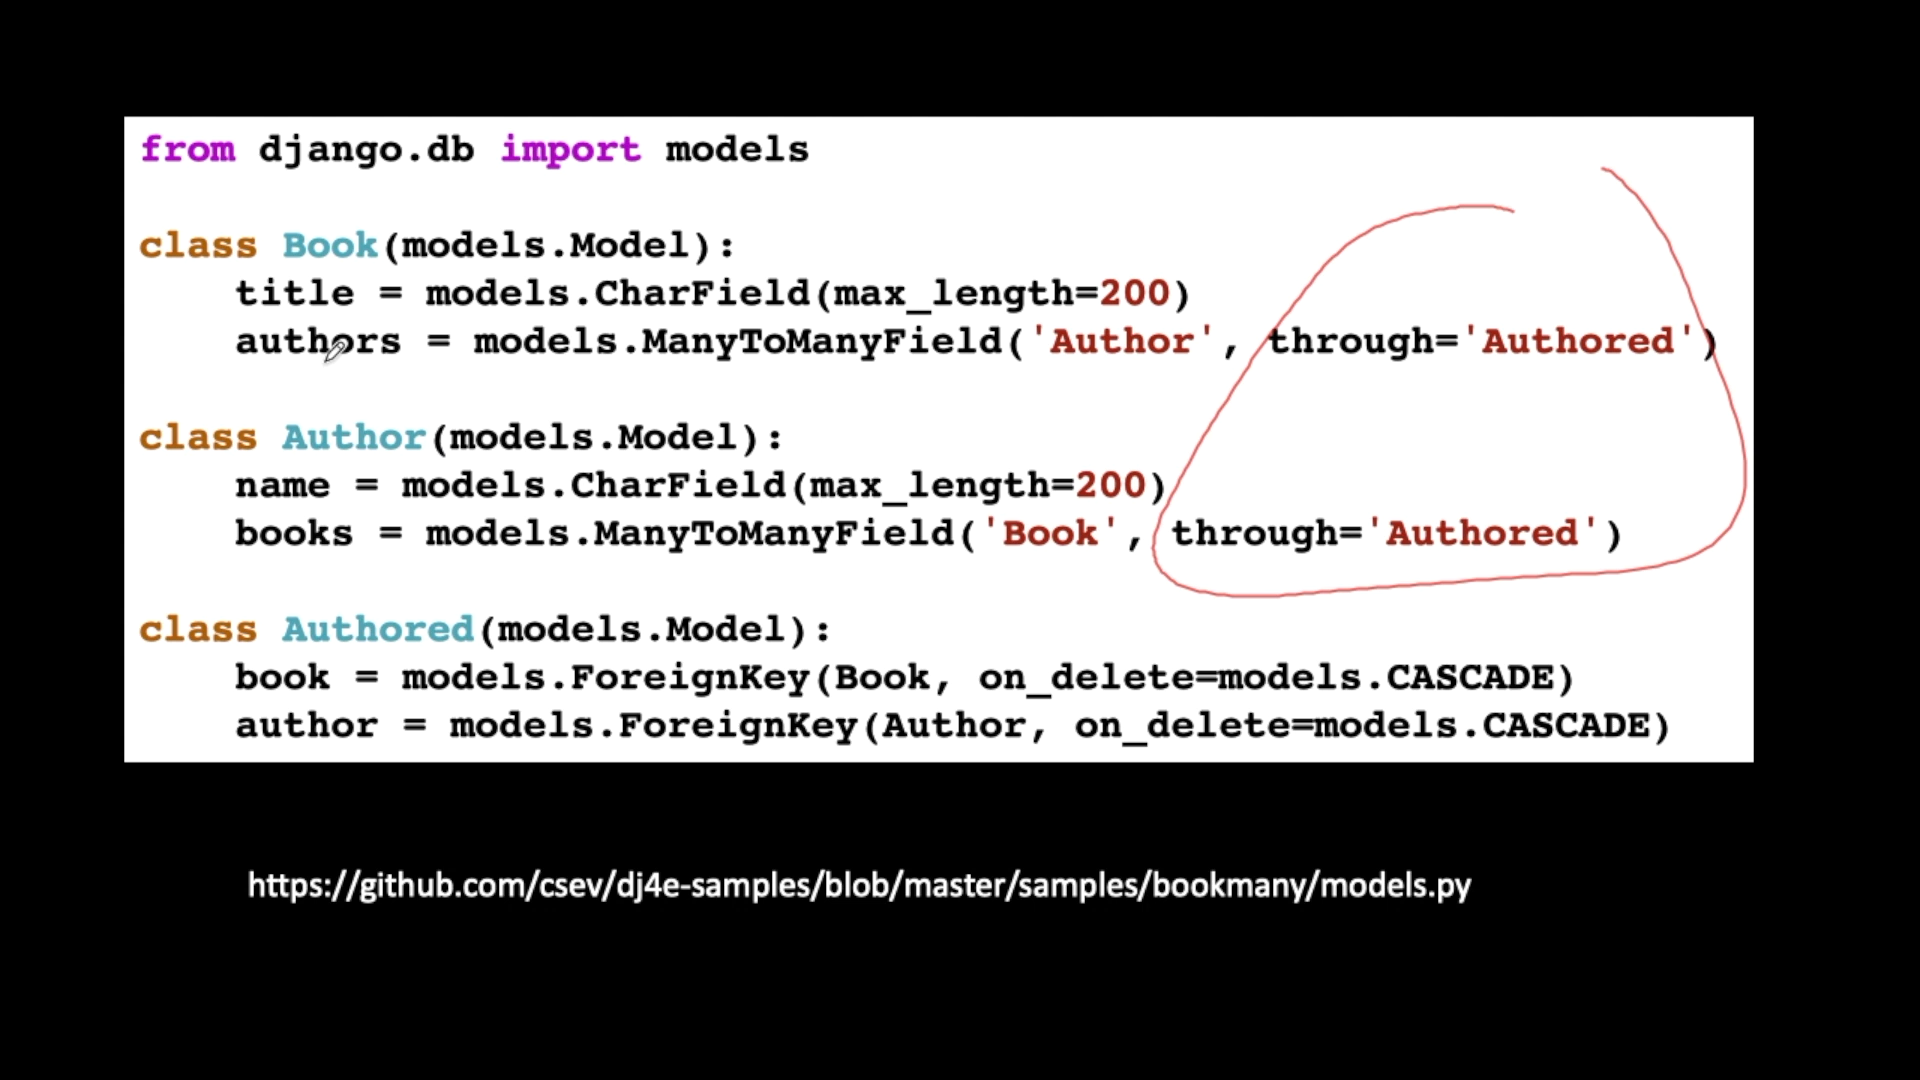 from django.db import models
class Book(models.Model):
    title = models.CharField(max_length=200)
    authors = models.ManyToManyField('Author', through='Authored')
class Author(models.Model):
    name = models.CharField(max_length=200)
    books = models.ManyToManyField('Book', through='Authored')
class Authored(models.Model):
    book = models.ForeignKey(Book, on_delete=models.CASCADE)
    author = models.ForeignKey(Author, on_delete=models.CASCADE)
https://github.com/csev/dj4e-samples/blob/master/samples/bookmany/models.py